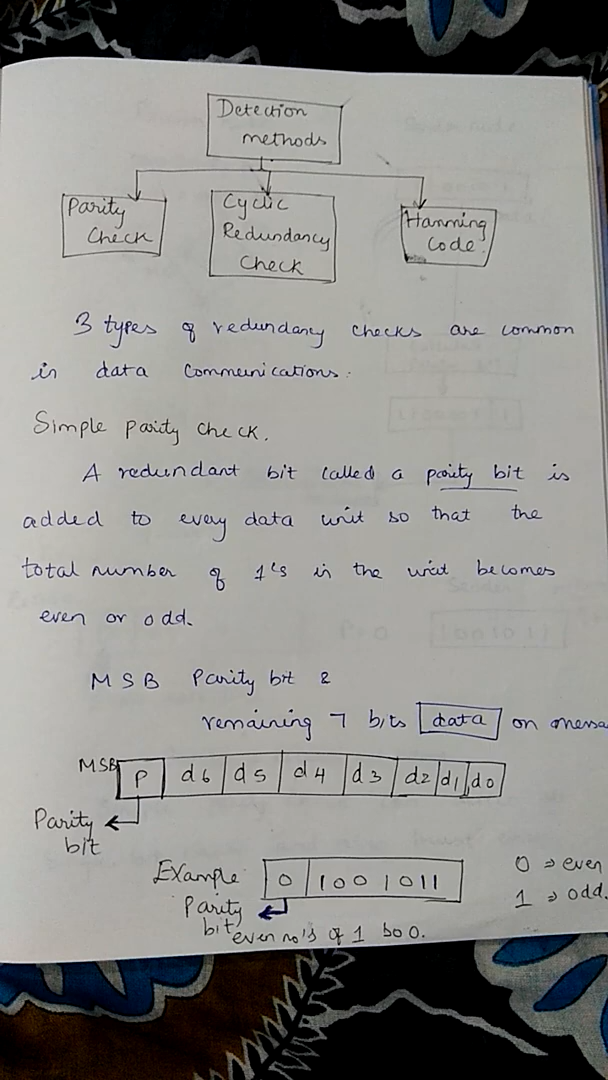 Detection
methods
Parity
Check
Cyclic
Redundancy
Check
Hamming
Code.
3 types of redundancy checks are common
in data Communications.
Simple parity check.
A redundant bit called a parity bit is
added to every data unit so that the
total number of 1's in the unit becomes
even or odd.
MSB Parity bit &
remaining 7 bits data on
MSB P d6 d5 d4 d3 d2 d1 d0
Parity
bit
Example 0 1001011
0 ⇒ even
1 ⇒ odd.
Parity
bit
even no's of 1 so 0.